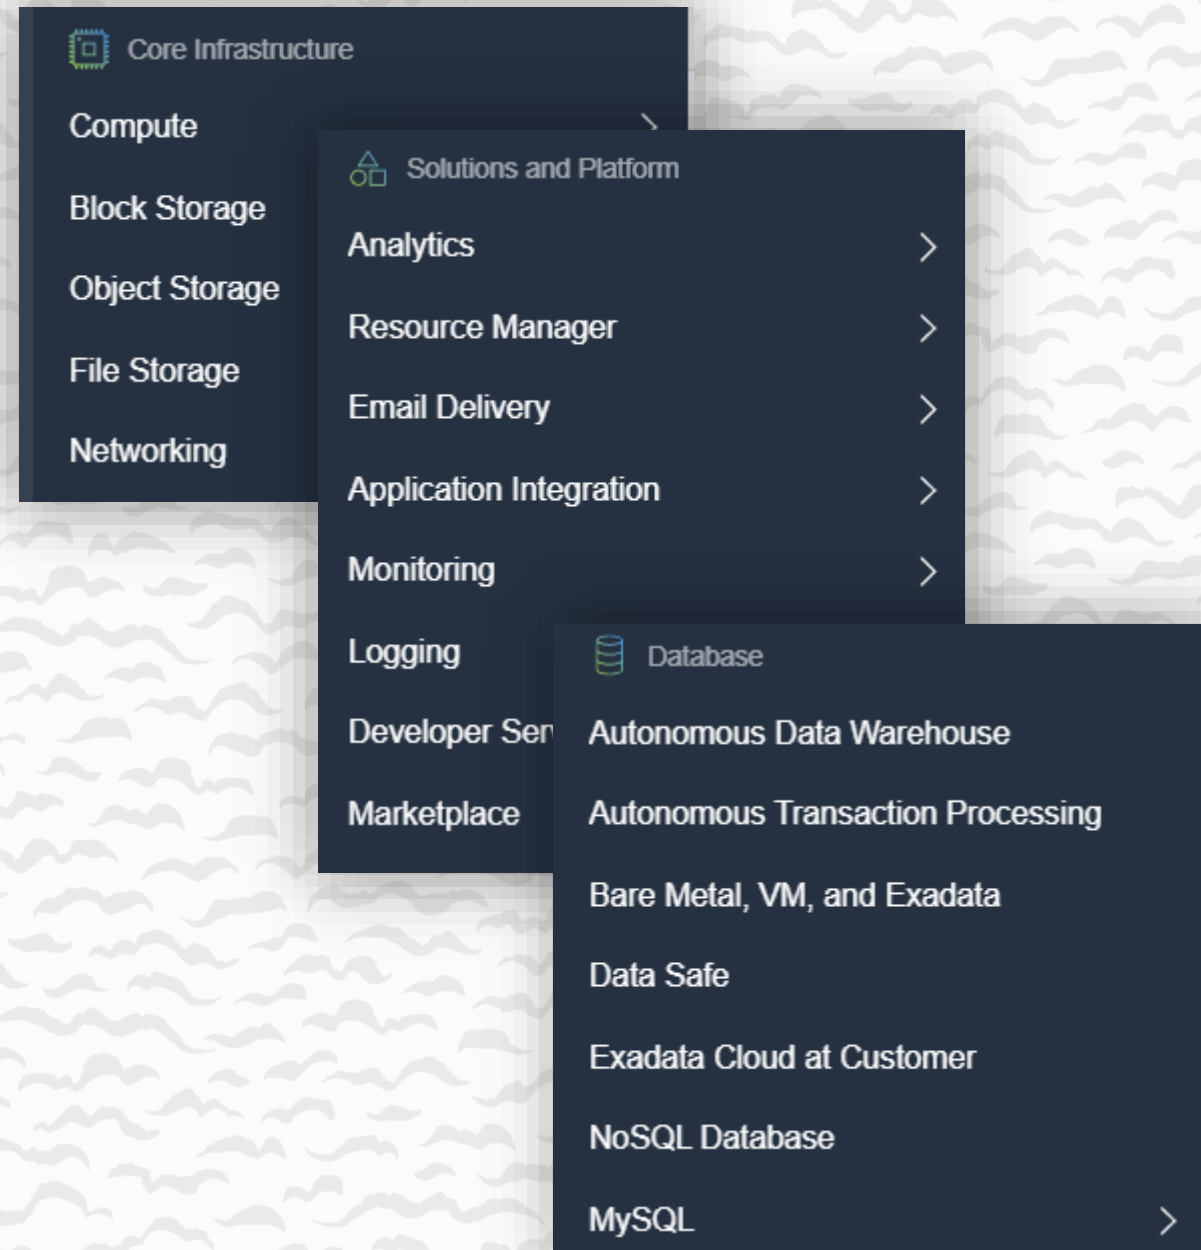 Core Infrastructure
Compute
Block Storage
Object Storage
File Storage
Networking
Solutions and Platform
Analytics
Resource Manager
Email Delivery
Application Integration
Monitoring
Logging
Developer Ser
Marketplace
Database
Autonomous Data Warehouse
Autonomous Transaction Processing
Bare Metal, VM, and Exadata
Data Safe
Exadata Cloud at Customer
NoSQL Database
MySQL